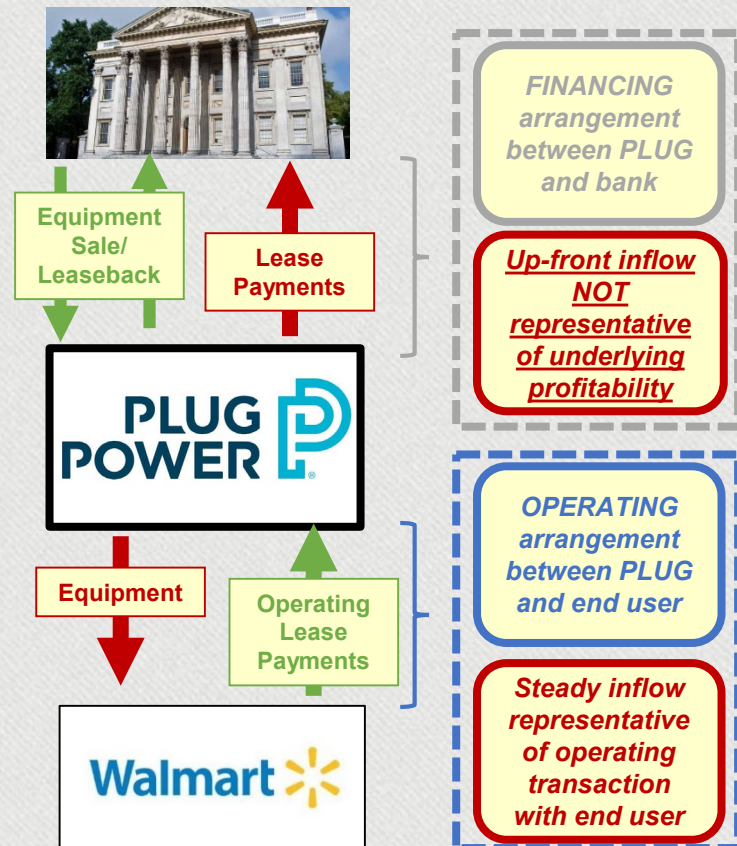 FINANCING
arrangement
between PLUG
and bank
Equipment
Sale/
Leaseback
Lease
Payments
Up-front inflow
NOT
representative
of underlying
profitability
PLUG
POWER
®
OPERATING
arrangement
between PLUG
and end user
Equipment
Operating
Lease
Payments
Steady inflow
representative
of operating
transaction
with end user
Walmart